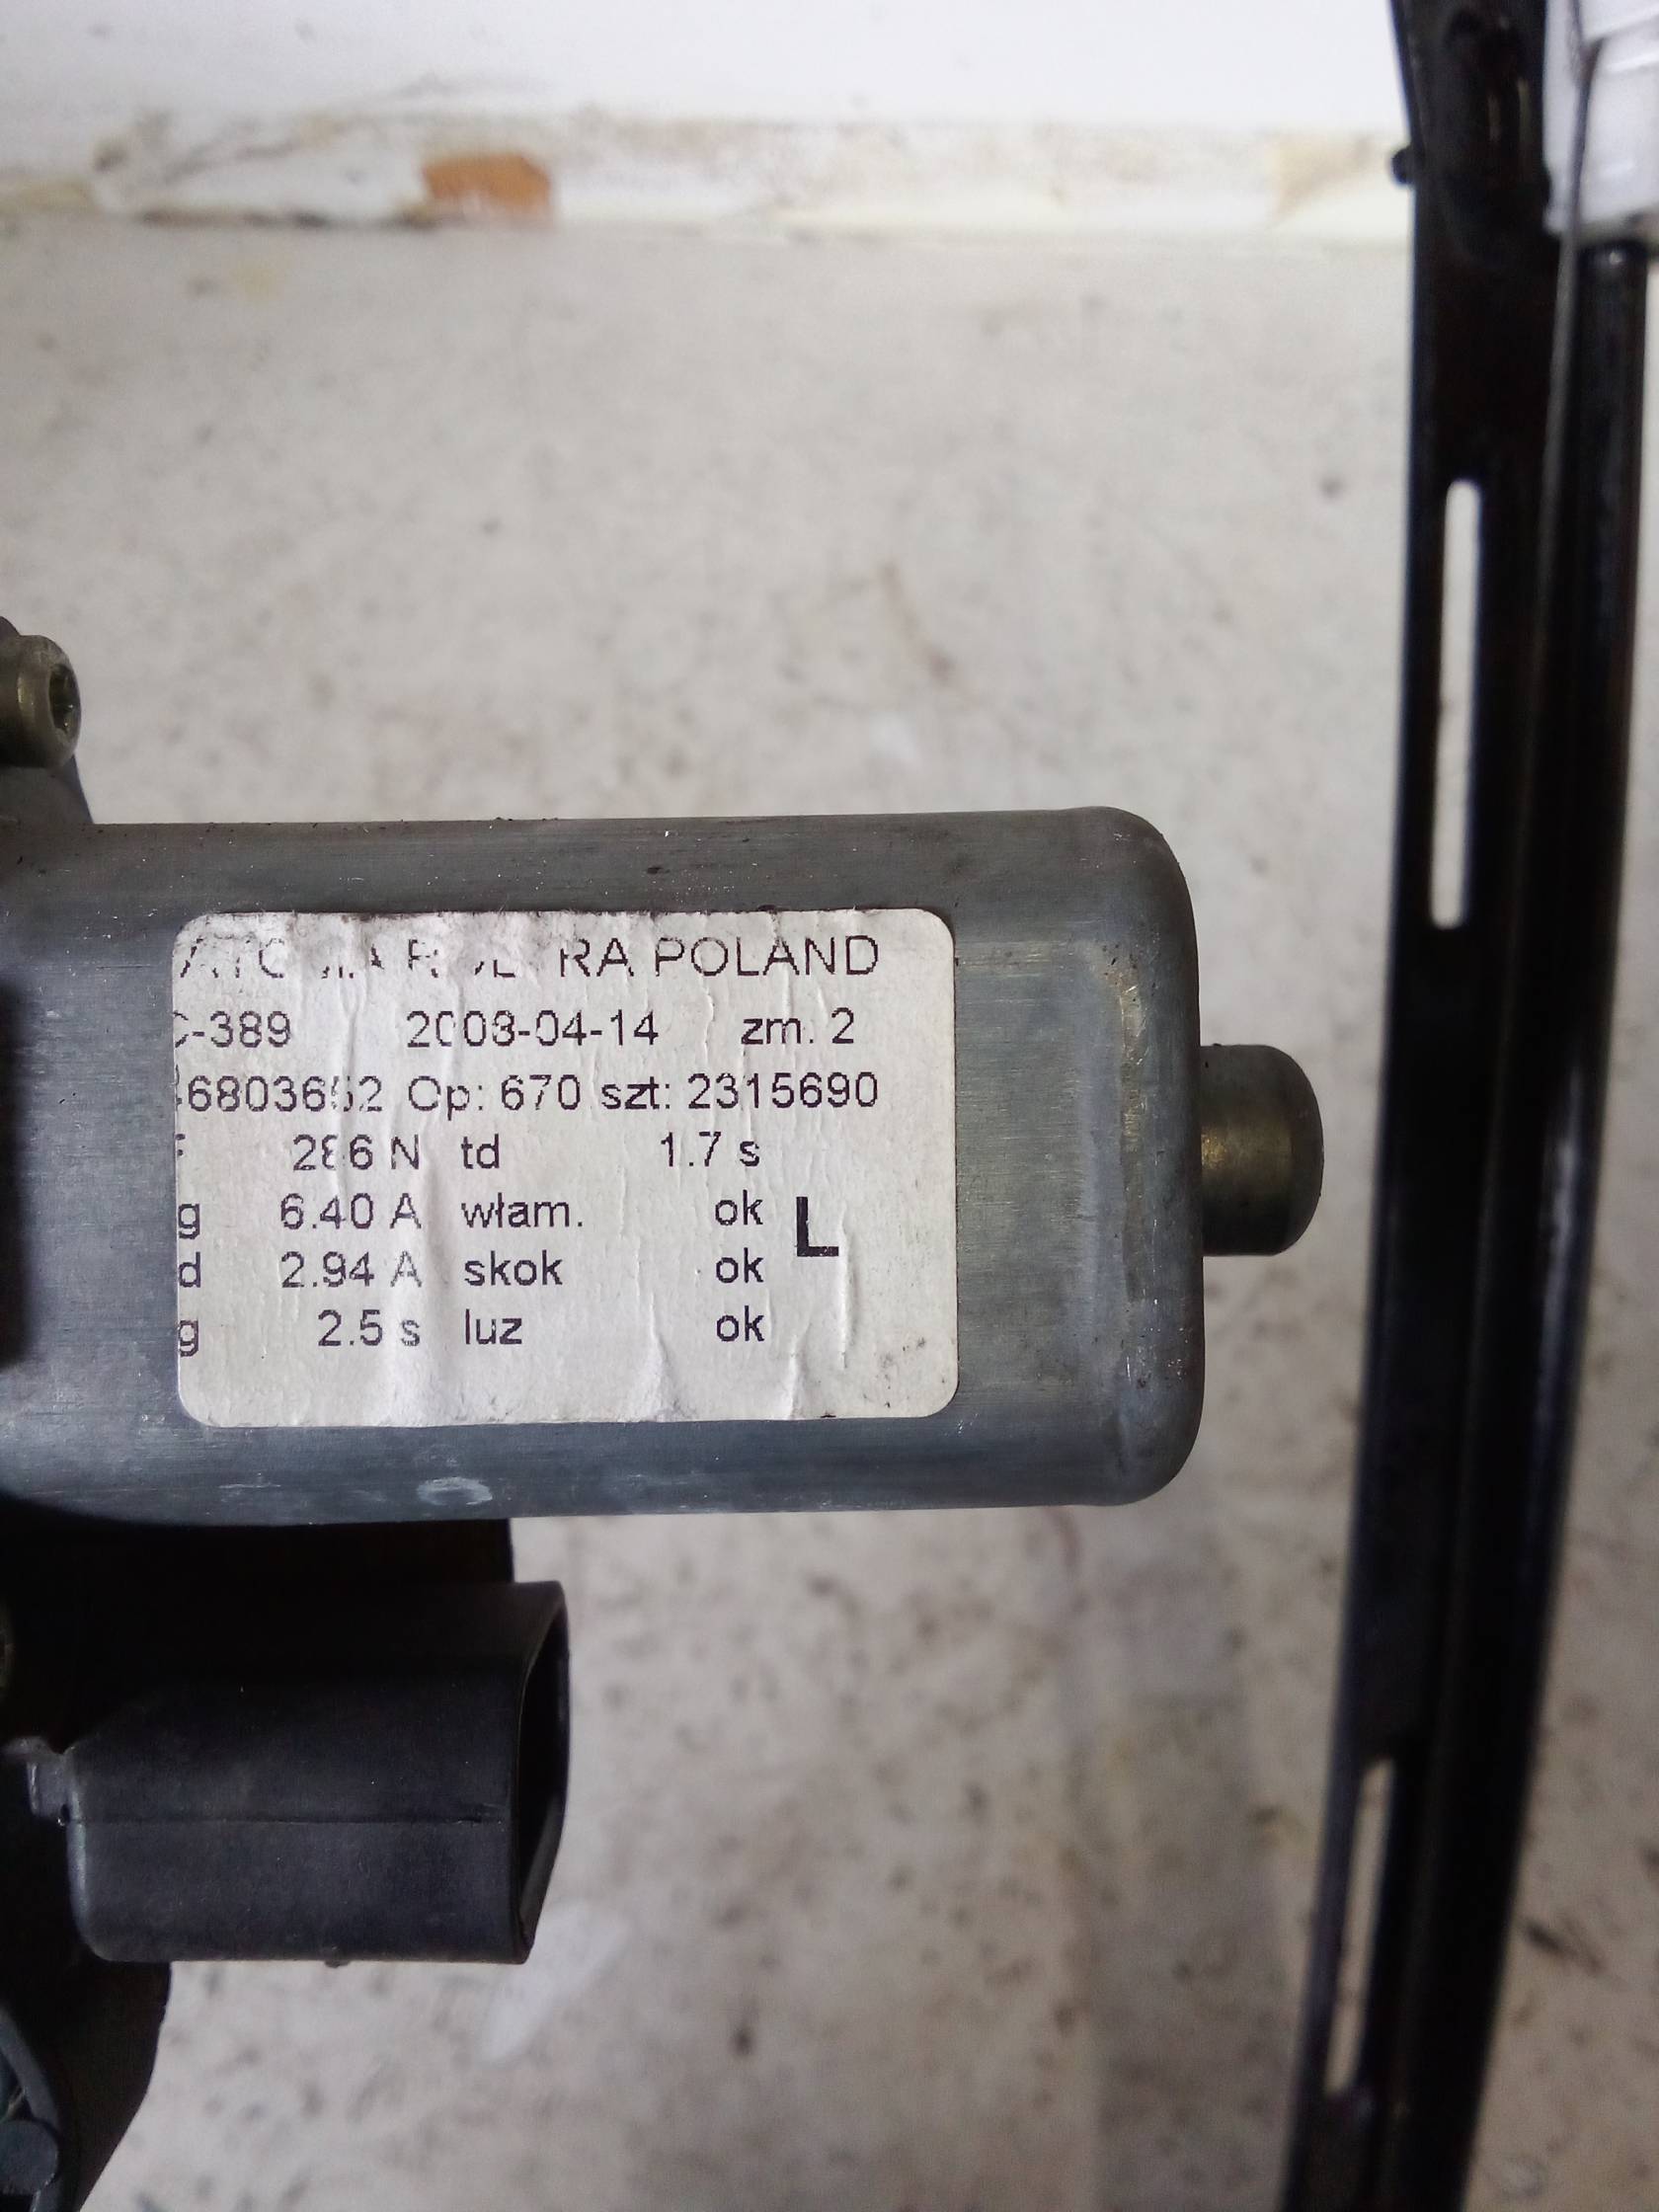 POLAND
-389 2003-04-14 zm. 2
Op: 670 szt: 2315690
286 N td 1.7 s
g 6.40 A włam. ok L
d 2.94 A skok ok
g 2.5 s luz ok